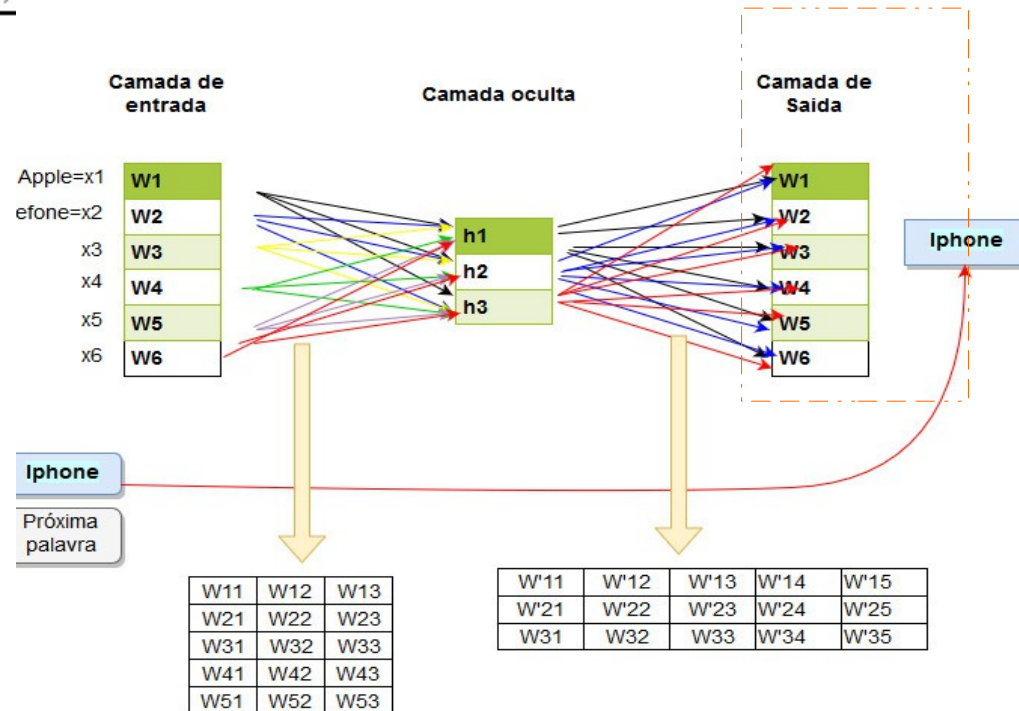 Camada de
entrada
Camada oculta
Camada de
Saida
Apple=x1
efone=x2
x3
x4
x5
x6
W1
W2
W3
W4
W5
W6
h1
h2
h3
W1
W2
W3
W4
W5
W6
Iphone
Iphone
Próxima
palavra
W11 W12 W13
W21 W22 W23
W31 W32 W33
W41 W42 W43
W51 W52 W53
W'11 W'12 W'13 W'14 W'15
W'21 W'22 W'23 W'24 W'25
W31 W32 W33 W'34 W'35